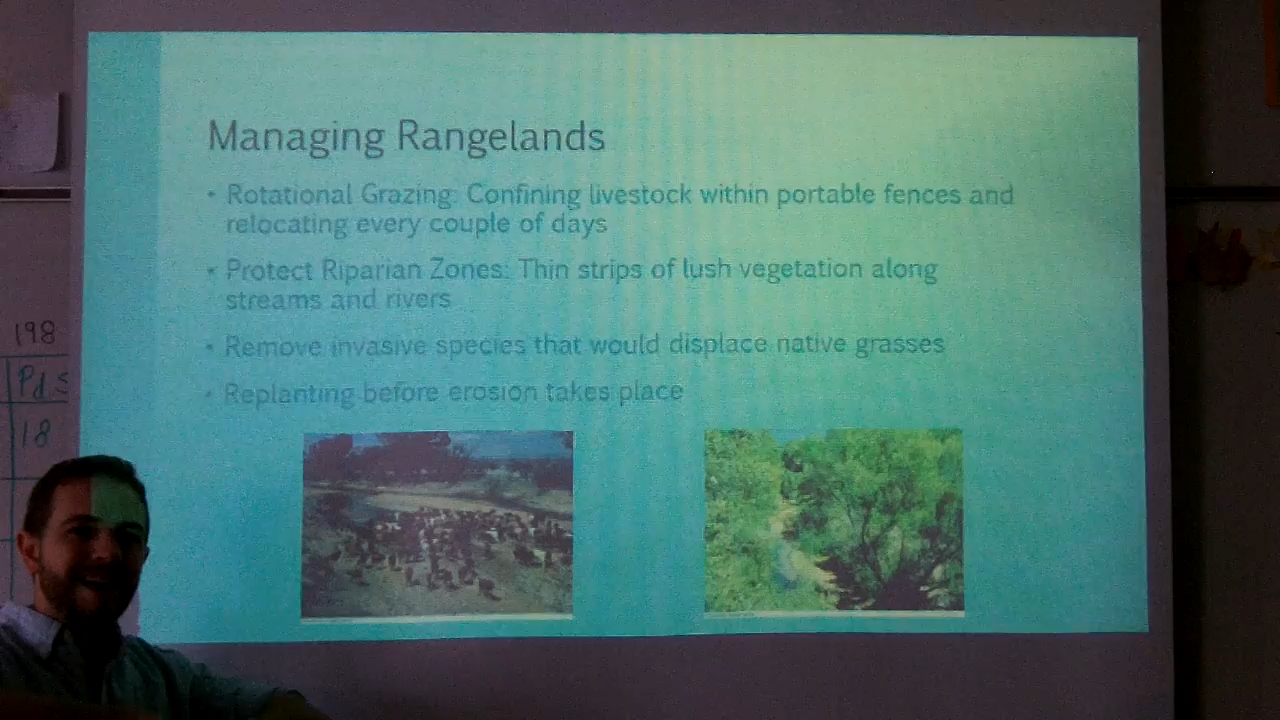 Managing Rangelands
• Rotational Grazing: Confining livestock within portable fences and
relocating every couple of days
• Protect Riparian Zones: Thin strips of lush vegetation along
streams and rivers
• Remove invasive species that would displace native grasses
• Replanting before erosion takes place
198
Pd 5
18